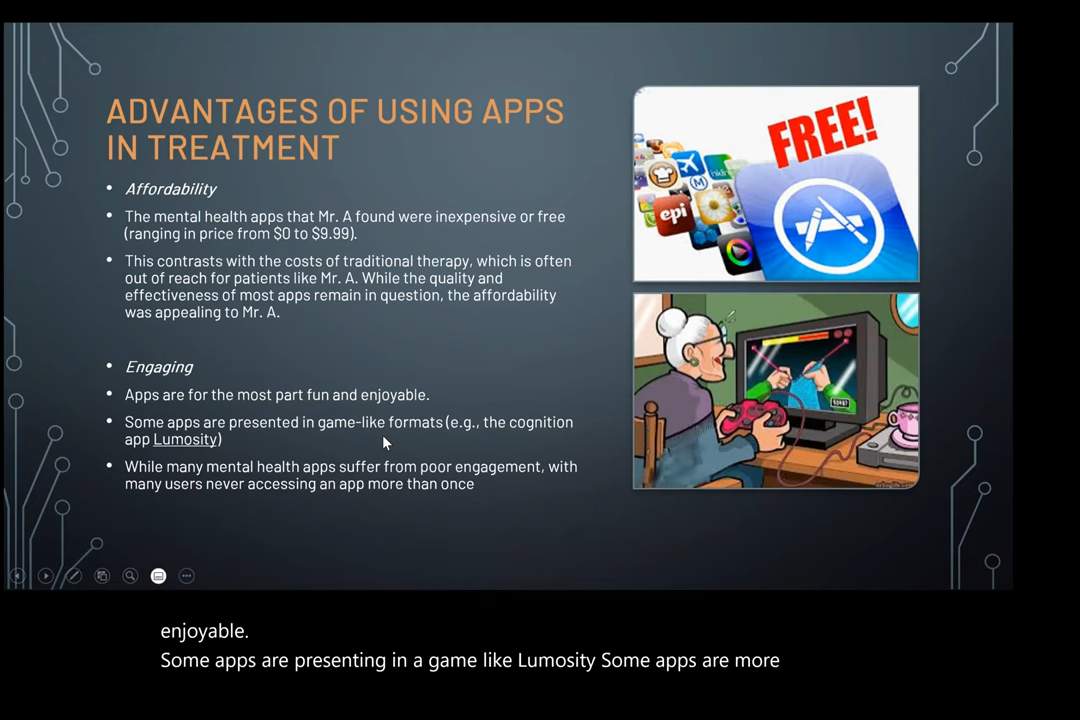 ADVANTAGES OF USING APPS
IN TREATMENT
• Affordability
• The mental health apps that Mr. A found were inexpensive or free
(ranging in price from $0 to $9.99).
• This contrasts with the costs of traditional therapy, which is often
out of reach for patients like Mr. A. While the quality and
effectiveness of most apps remain in question, the affordability
was appealing to Mr. A.
• Engaging
• Apps are for the most part fun and enjoyable.
• Some apps are presented in game-like formats (e.g., the cognition
app Lumosity)
• While many mental health apps suffer from poor engagement, with
many users never accessing an app more than once
FREE!
epi
M
enjoyable.
Some apps are presenting in a game like Lumosity Some apps are more